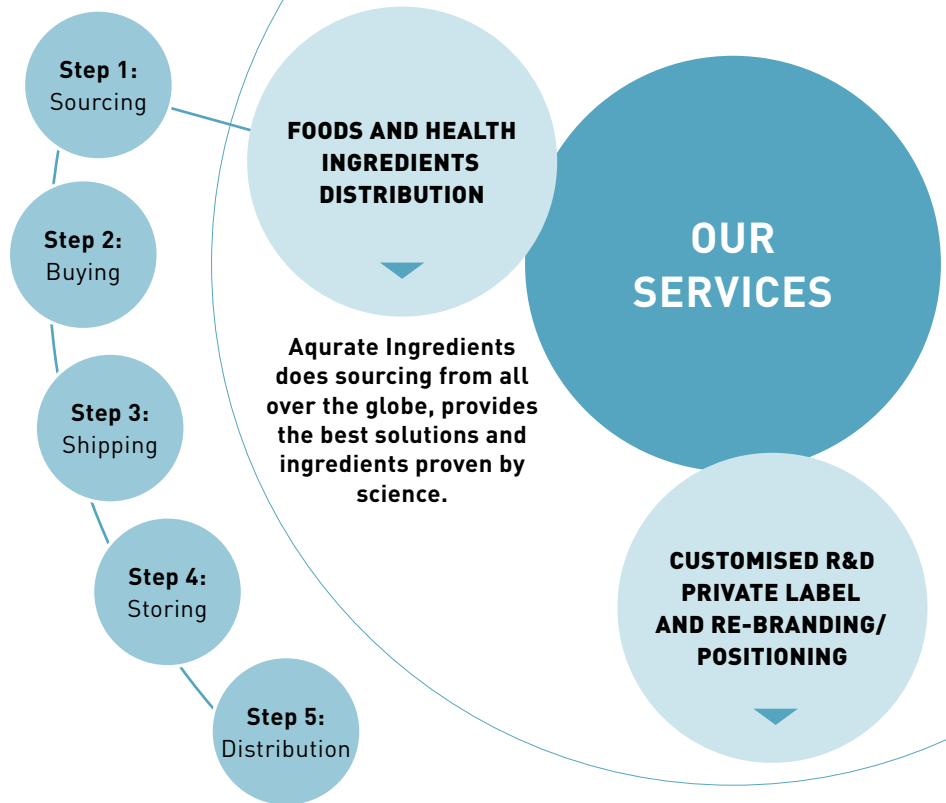 Step 1:
Sourcing
Step 2:
Buying
Step 3:
Shipping
Step 4:
Storing
Step 5:
Distribution
FOODS AND HEALTH
INGREDIENTS
DISTRIBUTION
Aqurate Ingredients
does sourcing from all
over the globe, provides
the best solutions and
ingredients proven by
science.
OUR
SERVICES
CUSTOMISED R&D
PRIVATE LABEL
AND RE-BRANDING/
POSITIONING